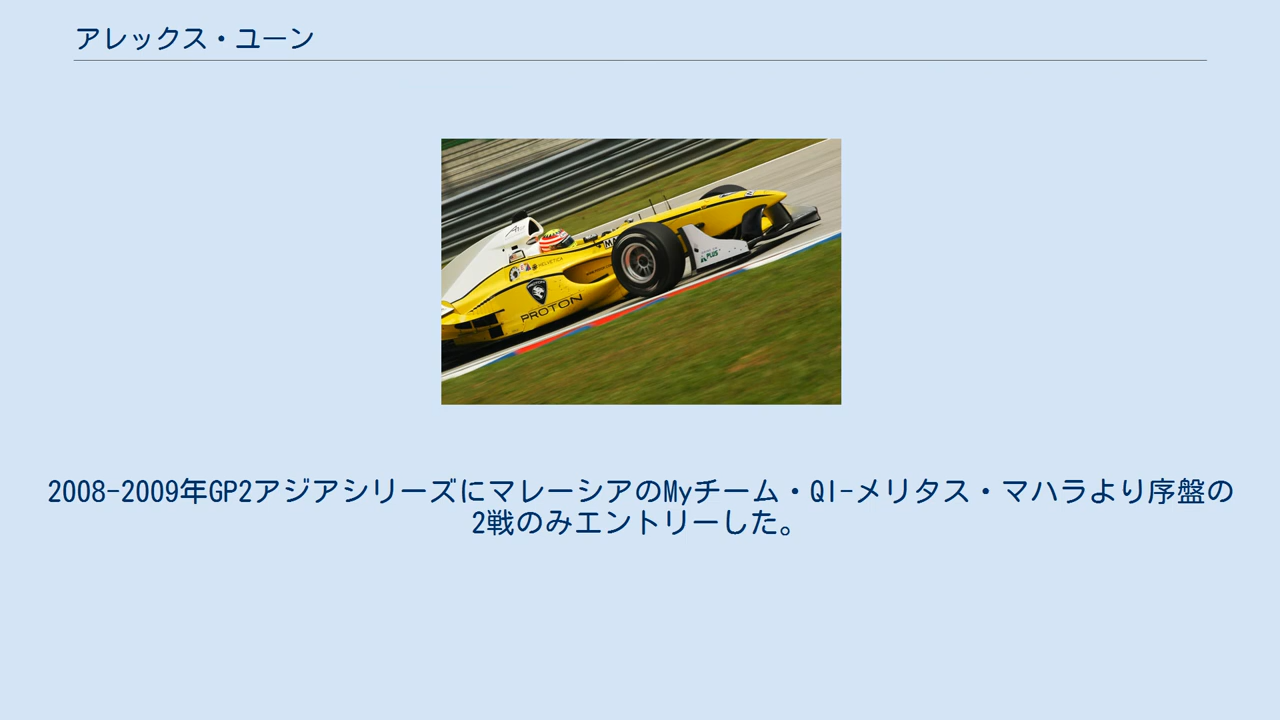 アレックス・ユーン
PROTON
PLUS
2008-2009年GP2アジアシリーズにマレーシアのMyチーム・QI-メリタス・マハラより序盤の
2戦のみエントリーした。